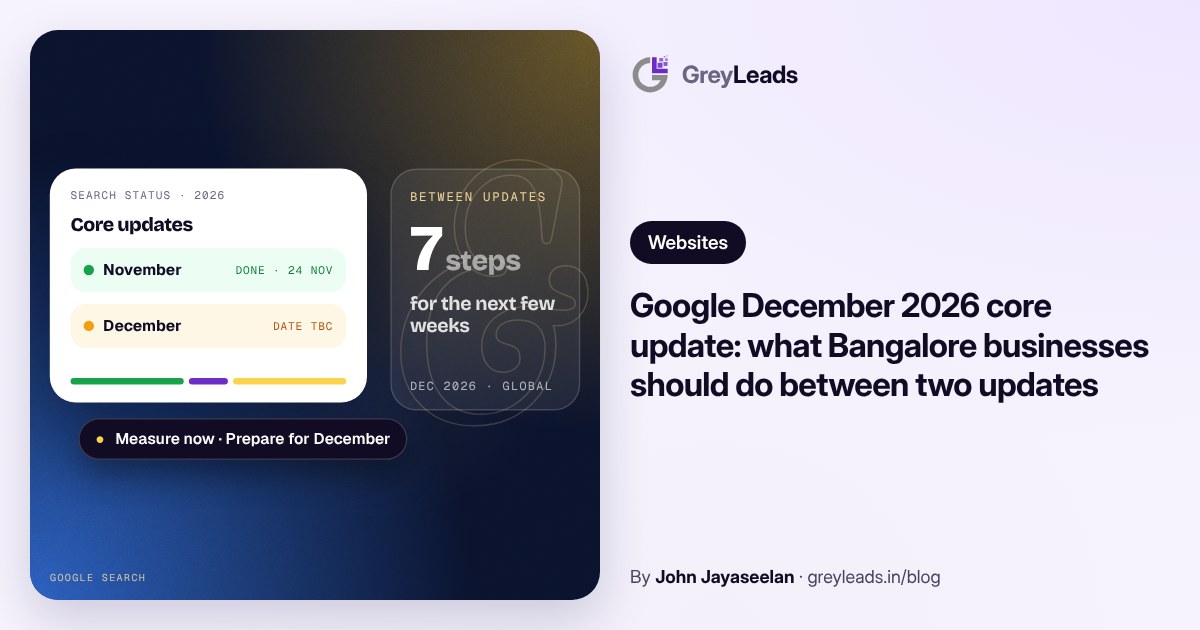 SEARCH STATUS · 2026
Core updates
November DONE · 24 NOV
December DATE TBC
BETWEEN UPDATES
7 steps
for the next few
weeks
DEC 2026 · GLOBAL
Measure now · Prepare for December
GOOGLE SEARCH
GreyLeads
Websites
Google December 2026 core
update: what Bangalore businesses
should do between two updates
By John Jayaseelan · greyleads.in/blog